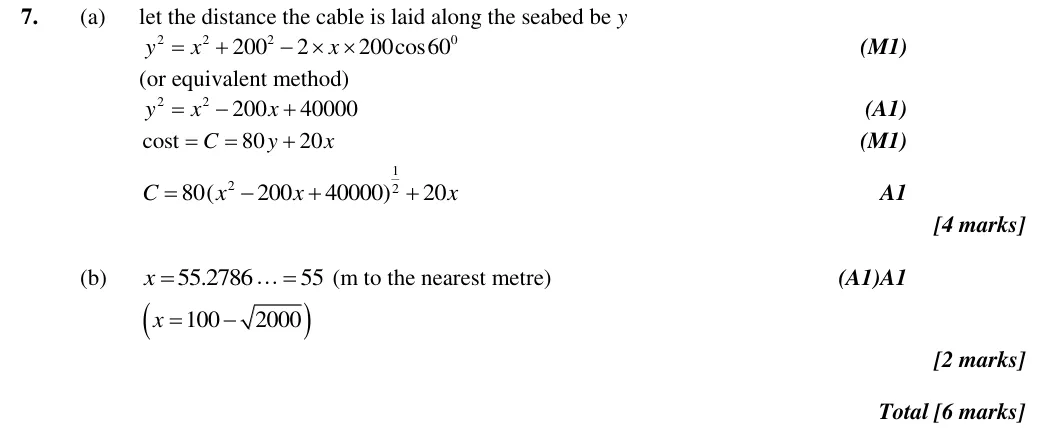 7. (a) let the distance the cable is laid along the seabed be y
y² = x² + 200² − 2 × x × 200 cos 60⁰ (M1)
(or equivalent method)
y² = x² − 200x + 40000 (A1)
cost = C = 80y + 20x (M1)
C = 80(x² − 200x + 40000)^(1/2) + 20x A1
[4 marks]
(b) x = 55.2786… = 55 (m to the nearest metre) (A1)A1
(x = 100 − √2000)
[2 marks]
Total [6 marks]